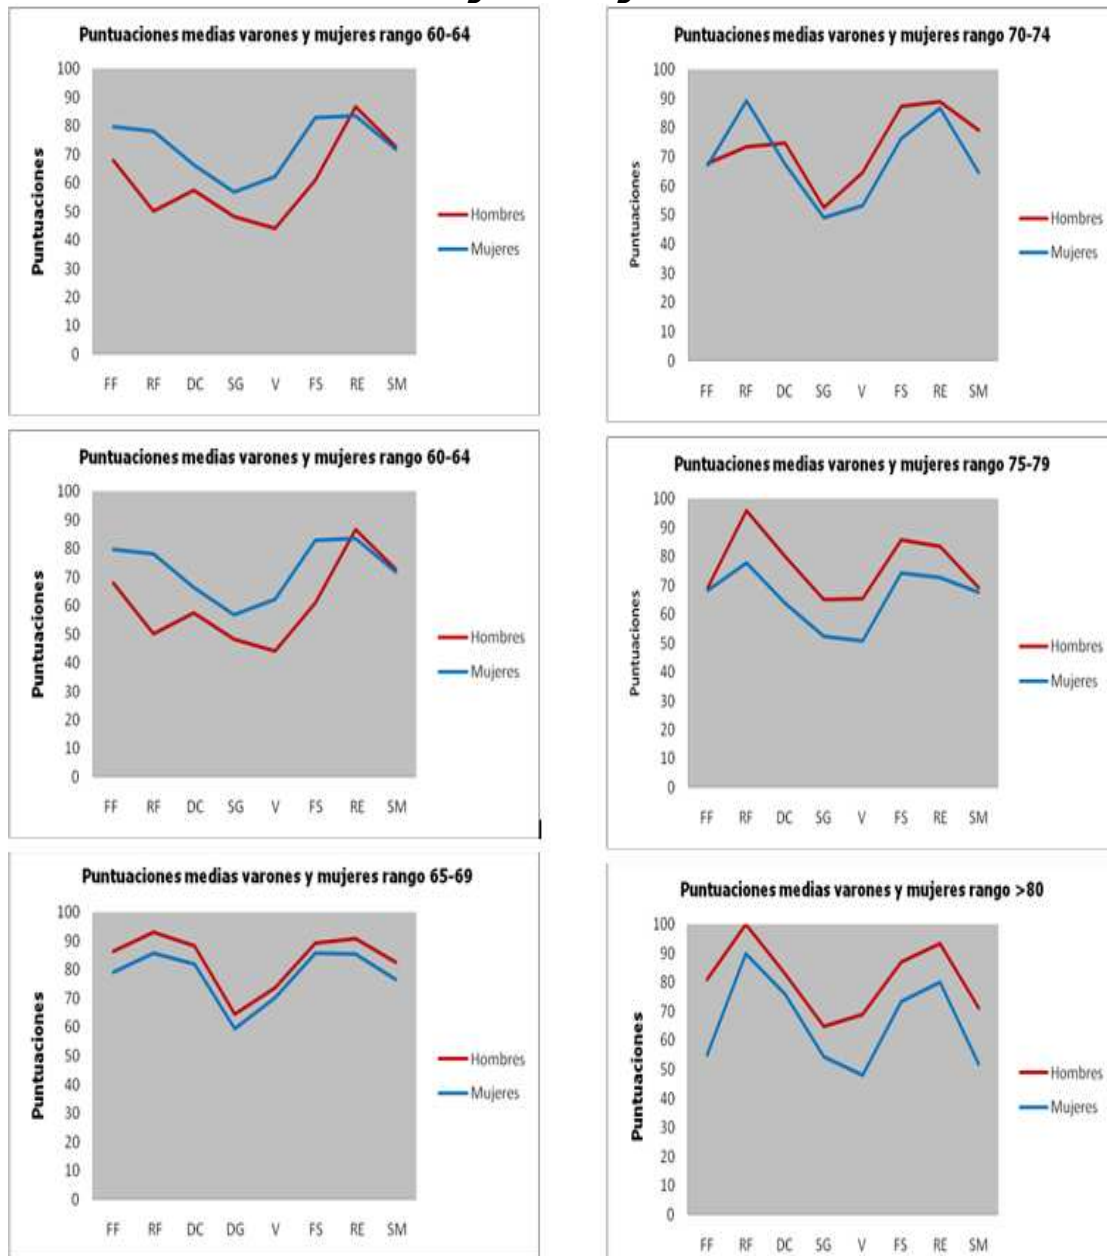 Puntuaciones medias varones y mujeres rango 60-64
Puntuaciones
100
90
80
70
60
50
40
30
20
10
0
FF RF DC SG V FS RE SM
Hombres
Mujeres
Puntuaciones medias varones y mujeres rango 60-64
Puntuaciones
100
90
80
70
60
50
40
30
20
10
0
FF RF DC SG V FS RE SM
Hombres
Mujeres
Puntuaciones medias varones y mujeres rango 65-69
Puntuaciones
100
90
80
70
60
50
40
30
20
10
0
FF RF DC DG V FS RE SM
Hombres
Mujeres
Puntuaciones medias varones y mujeres rango 70-74
Puntuaciones
100
90
80
70
60
50
40
30
20
10
0
FF RF DC SG V FS RE SM
Hombres
Mujeres
Puntuaciones medias varones y mujeres rango 75-79
Puntuaciones
100
90
80
70
60
50
40
30
20
10
0
FF RF DC SG V FS RE SM
Hombres
Mujeres
Puntuaciones medias varones y mujeres rango >80
Puntuaciones
100
90
80
70
60
50
40
30
20
10
0
FF RF DC SG V FS RE SM
Hombres
Mujeres